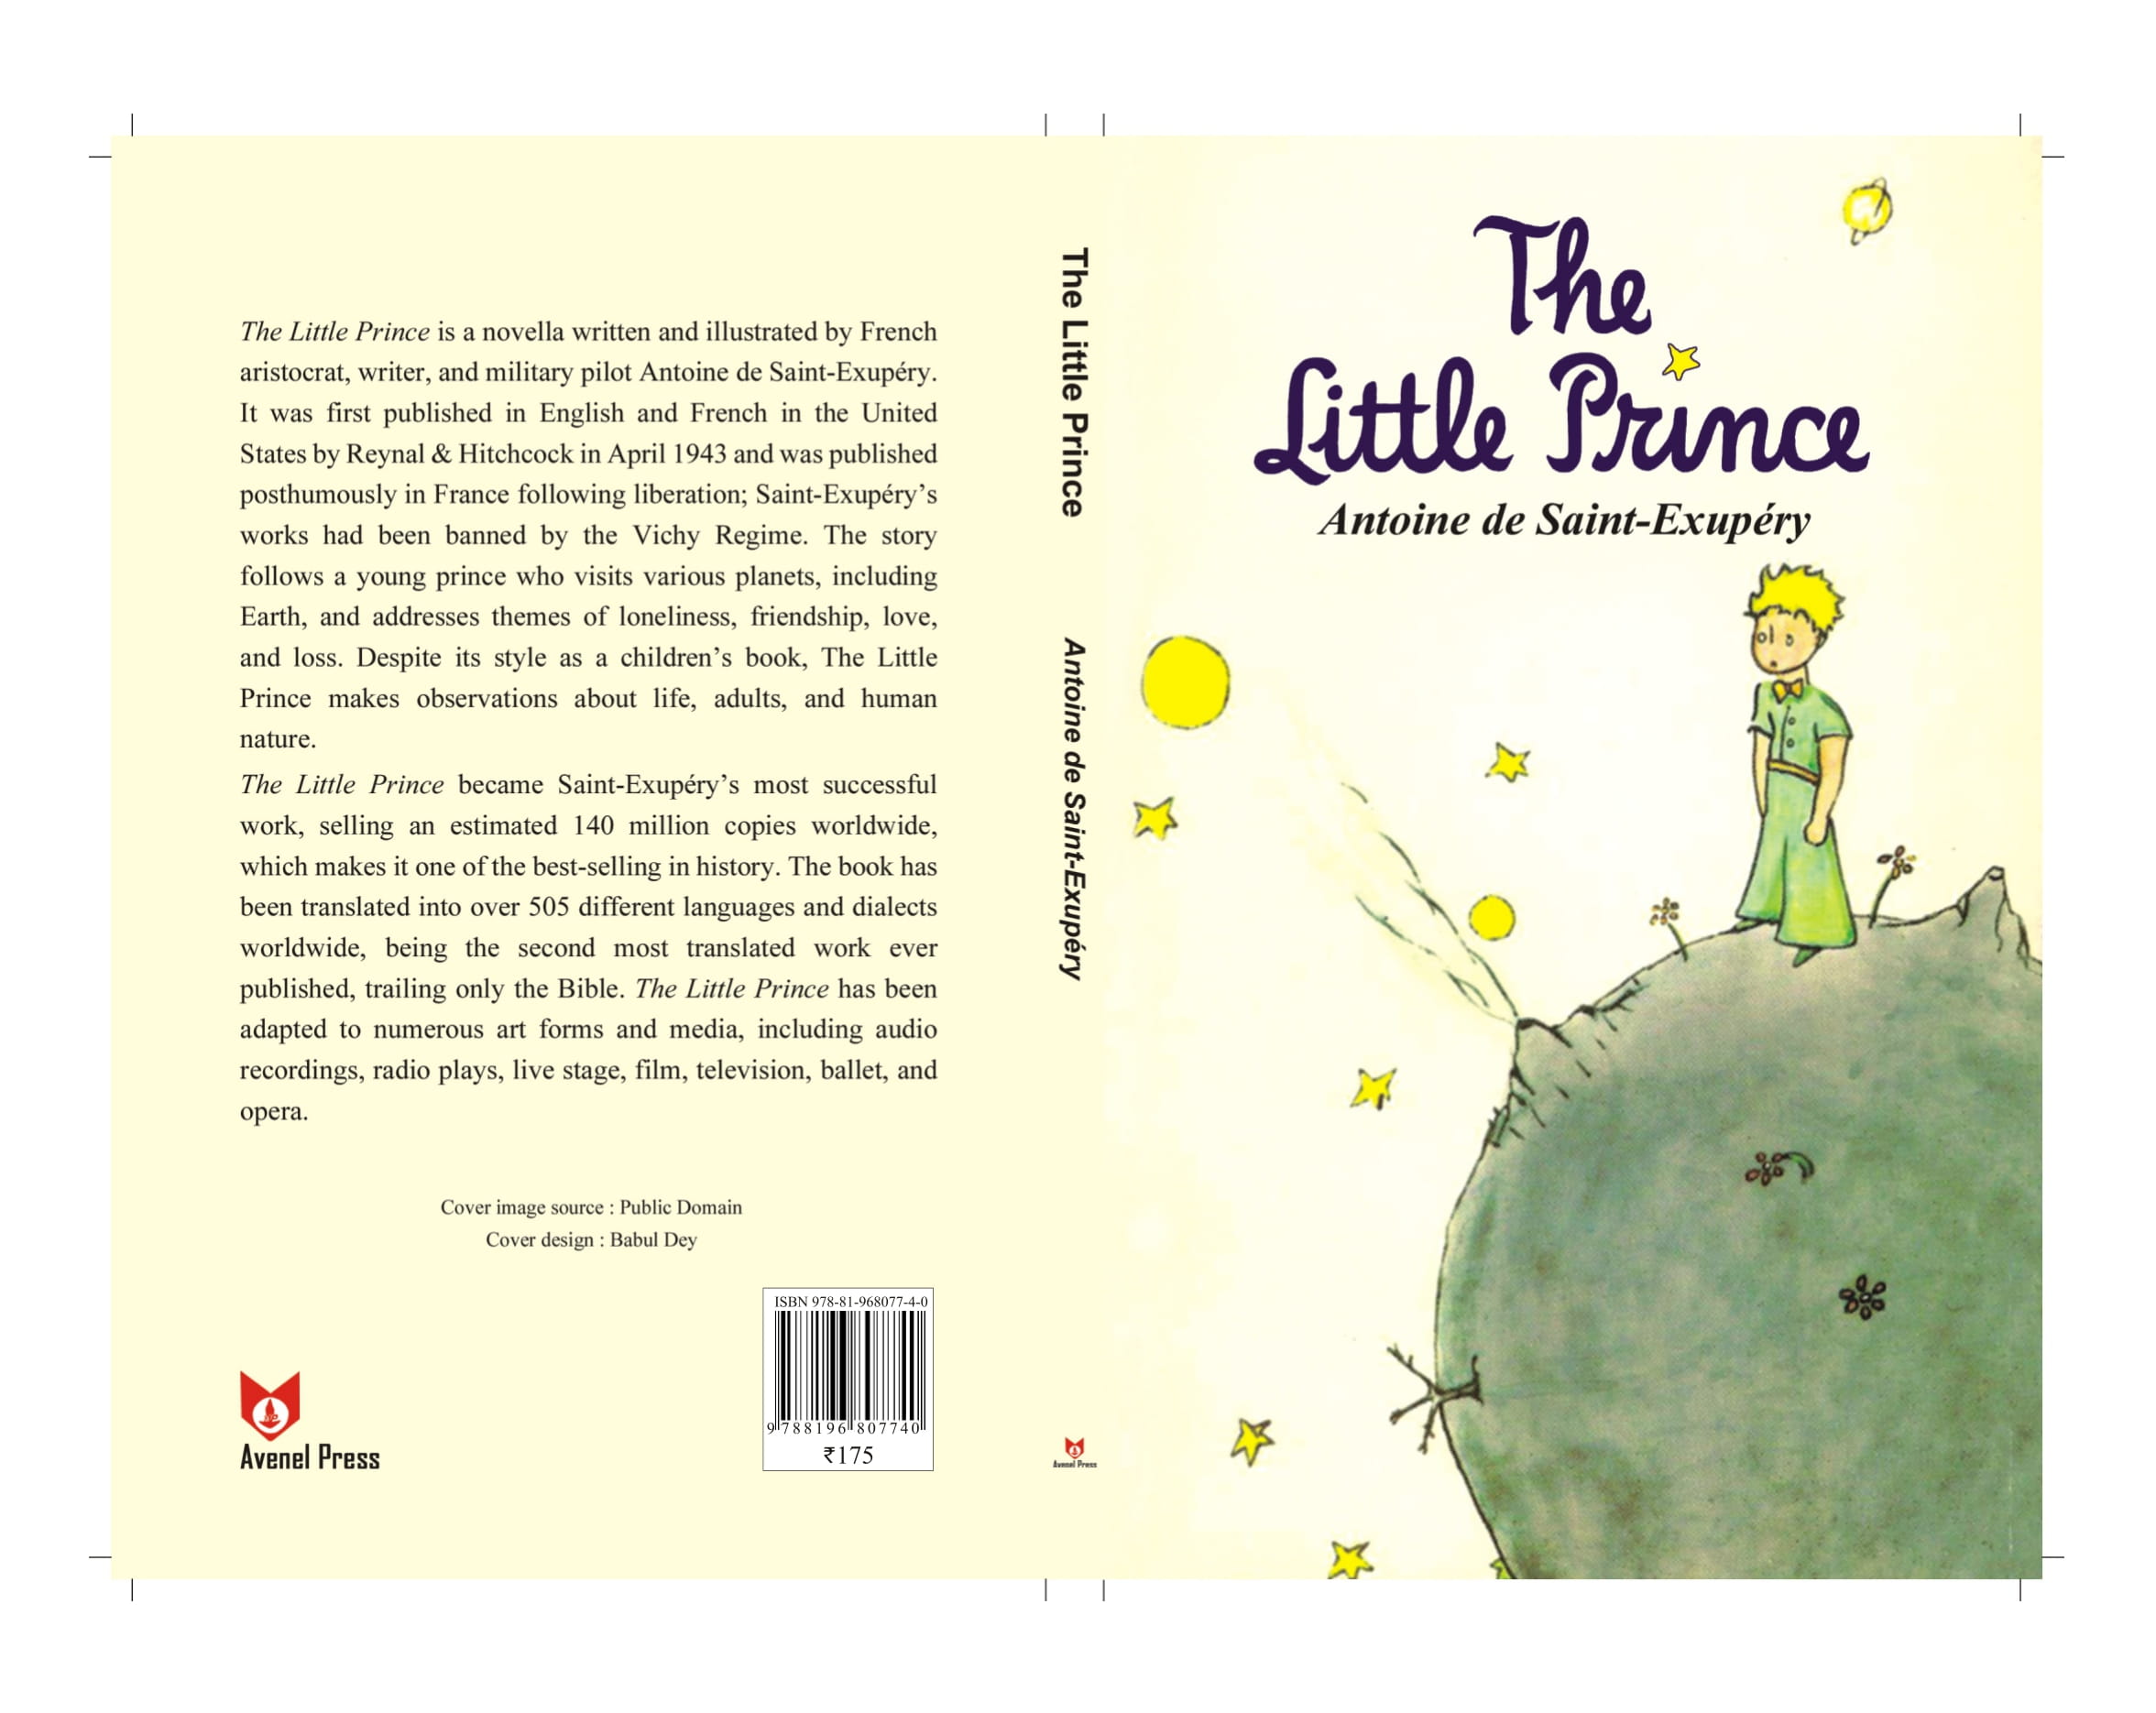 The Little Prince is a novella written and illustrated by French
aristocrat, writer, and military pilot Antoine de Saint-Exupéry.
It was first published in English and French in the United
States by Reynal & Hitchcock in April 1943 and was published
posthumously in France following liberation; Saint-Exupéry’s
works had been banned by the Vichy Regime. The story
follows a young prince who visits various planets, including
Earth, and addresses themes of loneliness, friendship, love,
and loss. Despite its style as a children’s book, The Little
Prince makes observations about life, adults, and human
nature.
The Little Prince became Saint-Exupéry’s most successful
work, selling an estimated 140 million copies worldwide,
which makes it one of the best-selling in history. The book has
been translated into over 505 different languages and dialects
worldwide, being the second most translated work ever
published, trailing only the Bible. The Little Prince has been
adapted to numerous art forms and media, including audio
recordings, radio plays, live stage, film, television, ballet, and
opera.
Cover image source : Public Domain
Cover design : Babul Dey
ISBN 978-81-968077-4-0
9 788196 807740
₹175
Avenel Press
The Little Prince
Antoine de Saint-Exupéry
Avenel Press
The
Little Prince
Antoine de Saint-Exupéry